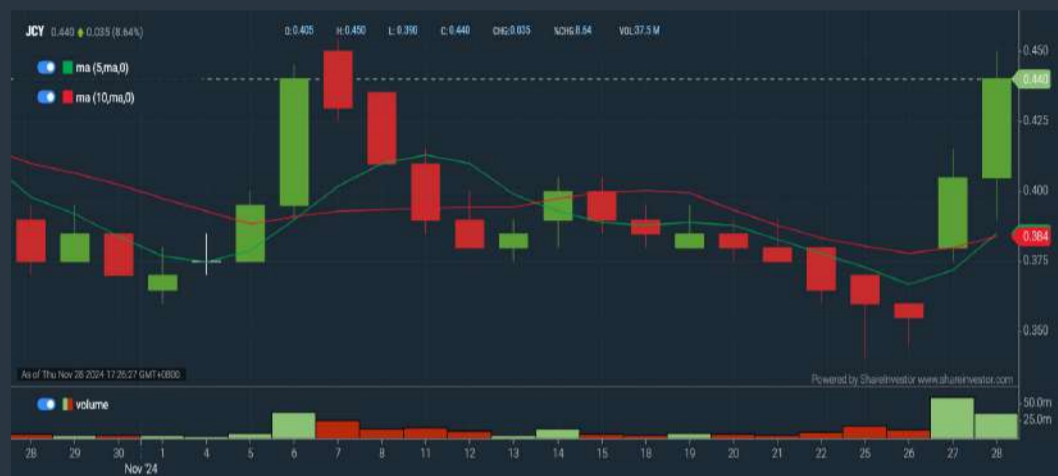 JCY 0.440 0.035 (8.64%) O: 0.405 H: 0.450 L: 0.390 C: 0.440 CHG:0.035 %CHG:8.64 VOL:37.5 M
ma (5,ma,0)
ma (10,ma,0)
0.450
0.440
0.425
0.400
0.384
0.375
0.350
As of Thu Nov 28 2024 17:26:27 GMT+0800
Powered by ShareInvestor www.shareinvestor.com
volume
50.0m
25.0m
28 29 30 1 4 5 6 7 8 11 12 13 14 15 18 19 20 21 22 25 26 27 28
Nov '24